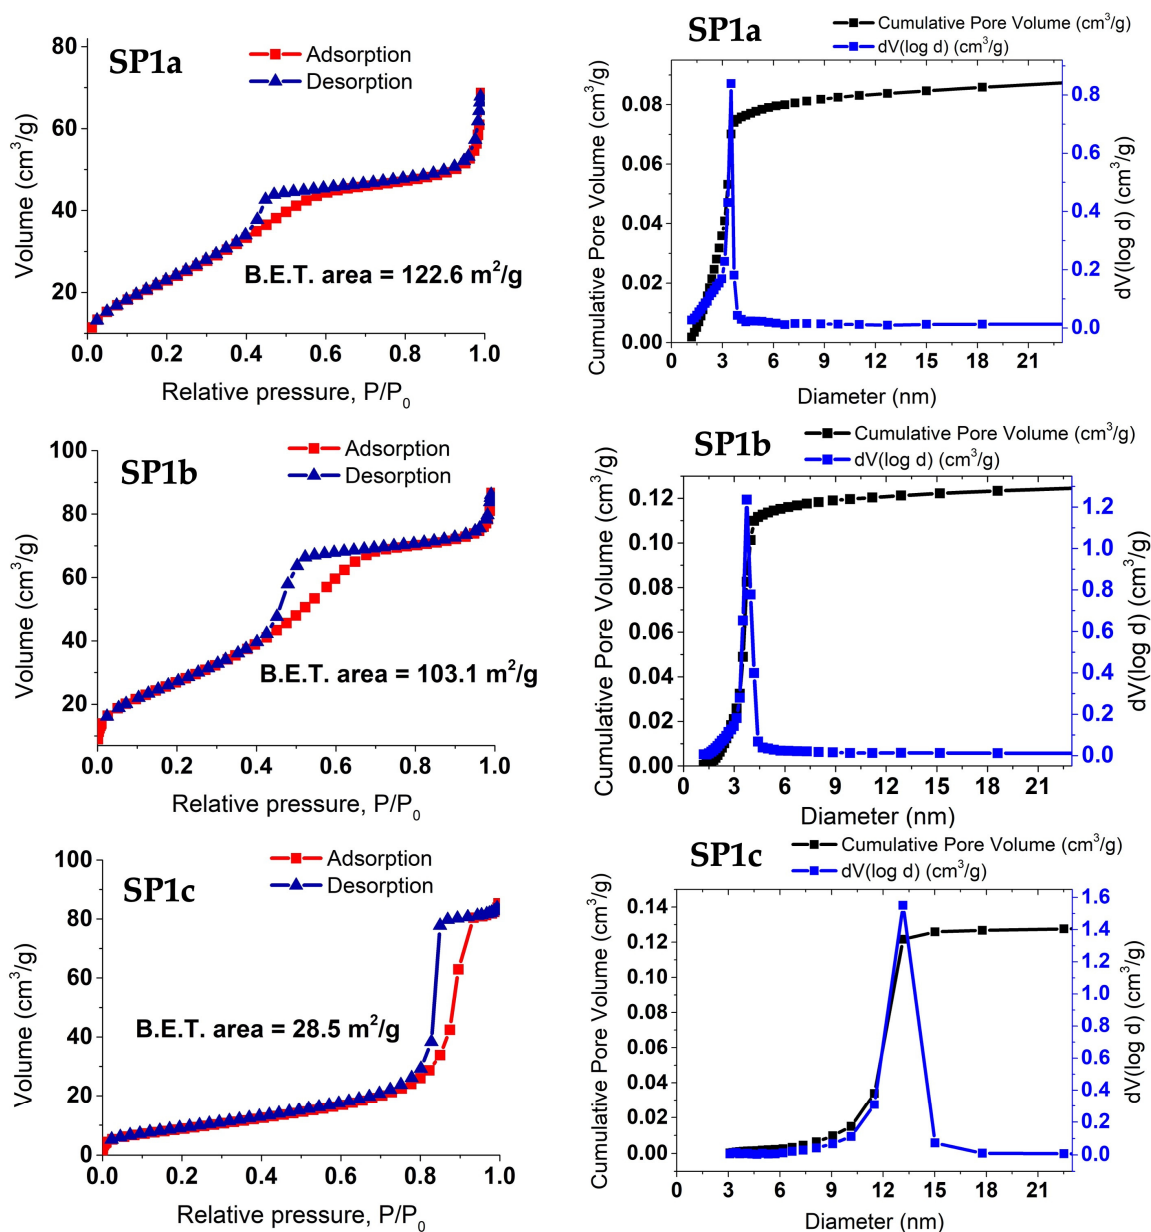 SP1a
Adsorption
Desorption
B.E.T. area = 122.6 m²/g
Volume (cm³/g)
80
60
40
20
0.0 0.2 0.4 0.6 0.8 1.0
Relative pressure, P/P₀
SP1a
Cumulative Pore Volume (cm³/g)
dV(log d) (cm³/g)
Cumulative Pore Volume (cm³/g)
0.08
0.06
0.04
0.02
0.00
0.8
0.6
0.4
0.2
0.0
dV(log d) (cm³/g)
0 3 6 9 12 15 18 21
Diameter (nm)
SP1b
Adsorption
Desorption
B.E.T. area = 103.1 m²/g
Volume (cm³/g)
100
80
60
40
20
0.0 0.2 0.4 0.6 0.8 1.0
Relative pressure, P/P₀
SP1b
Cumulative Pore Volume (cm³/g)
dV(log d) (cm³/g)
Cumulative Pore Volume (cm³/g)
0.12
0.10
0.08
0.06
0.04
0.02
0.00
1.2
1.0
0.8
0.6
0.4
0.2
0.0
dV(log d) (cm³/g)
0 3 6 9 12 15 18 21
Diameter (nm)
SP1c
Adsorption
Desorption
B.E.T. area = 28.5 m²/g
Volume (cm³/g)
100
80
60
40
20
0
0.0 0.2 0.4 0.6 0.8 1.0
Relative pressure, P/P₀
SP1c
Cumulative Pore Volume (cm³/g)
dV(log d) (cm³/g)
Cumulative Pore Volume (cm³/g)
0.14
0.12
0.10
0.08
0.06
0.04
0.02
0.00
1.6
1.4
1.2
1.0
0.8
0.6
0.4
0.2
0.0
dV(log d) (cm³/g)
0 3 6 9 12 15 18 21
Diameter (nm)